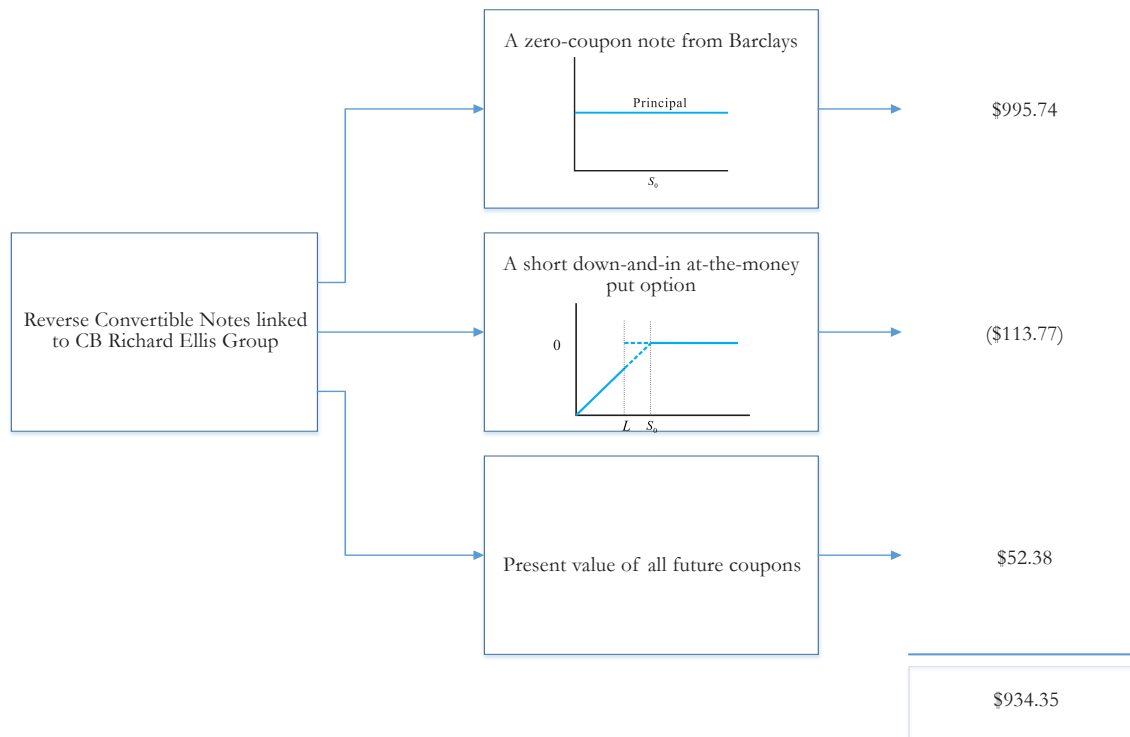 A zero-coupon note from Barclays
Principal
S₀
$995.74
Reverse Convertible Notes linked
to CB Richard Ellis Group
A short down-and-in at-the-money
put option
0
L S₀
($113.77)
Present value of all future coupons
$52.38
$934.35